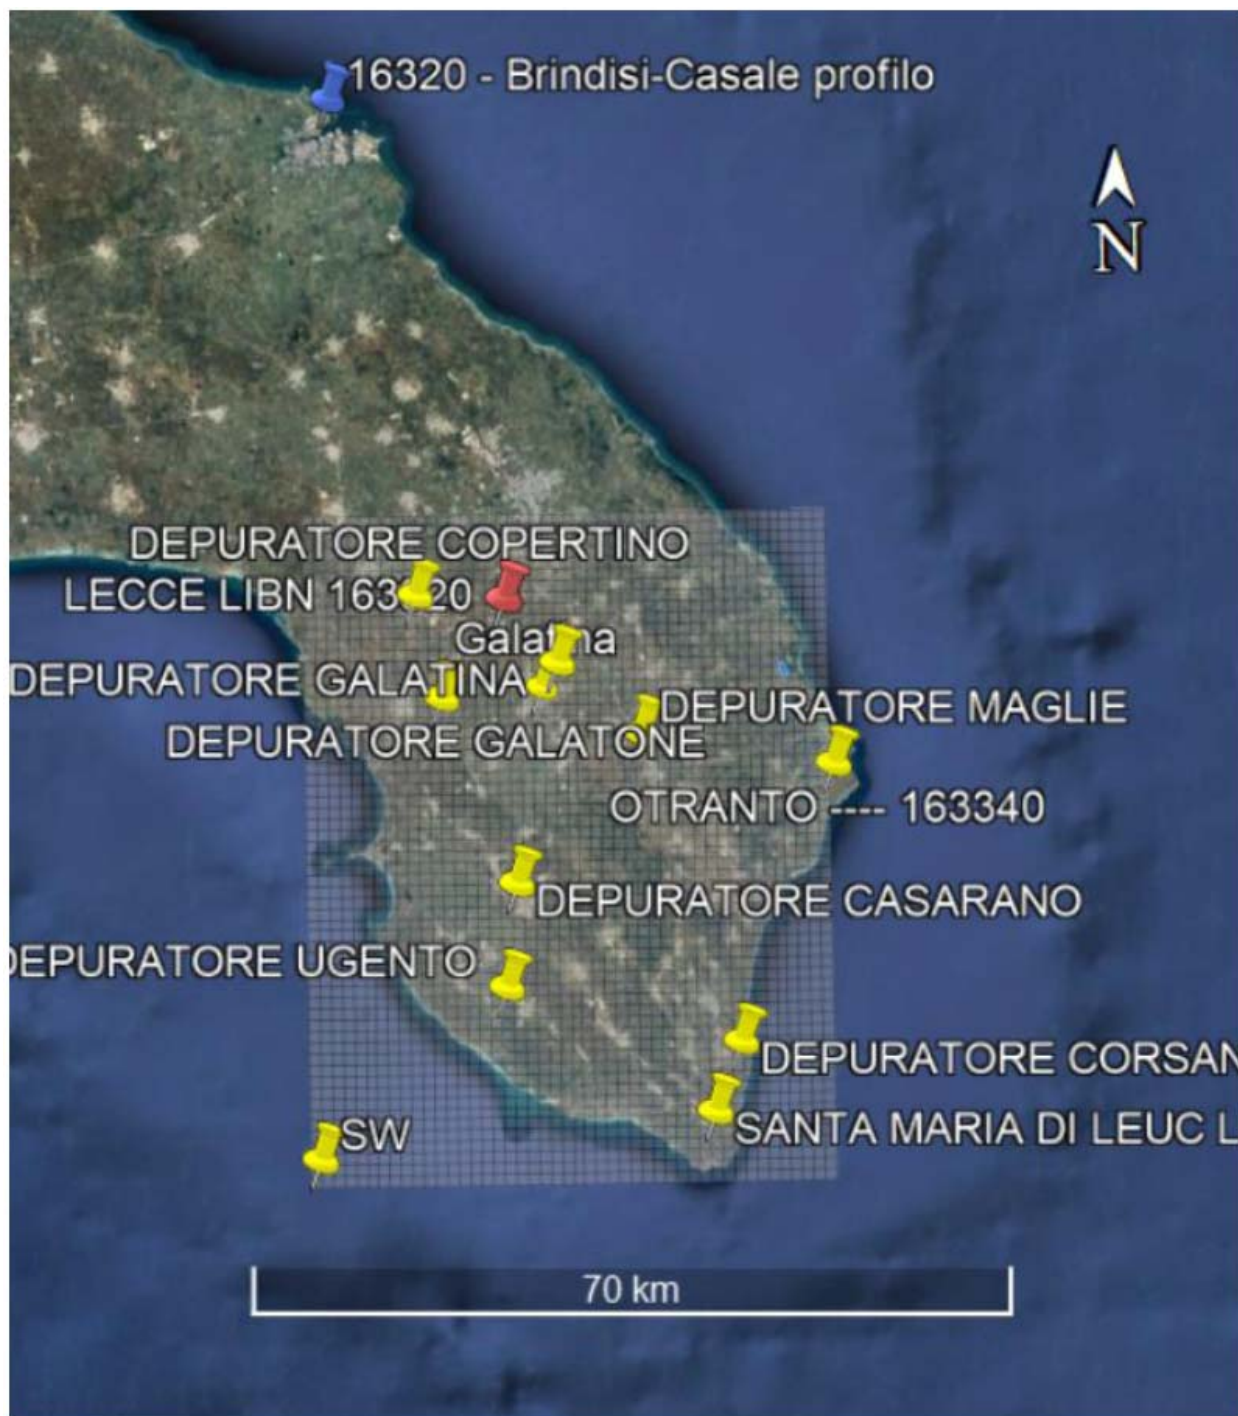 16320 - Brindisi-Casale profilo
N
DEPURATORE COPERTINO
LECCE LIBN 163320
Galatina
DEPURATORE GALATINA
DEPURATORE MAGLIE
DEPURATORE GALATONE
OTRANTO ---- 163340
DEPURATORE CASARANO
DEPURATORE UGENTO
DEPURATORE CORSAN
SANTA MARIA DI LEUC L
SW
70 km